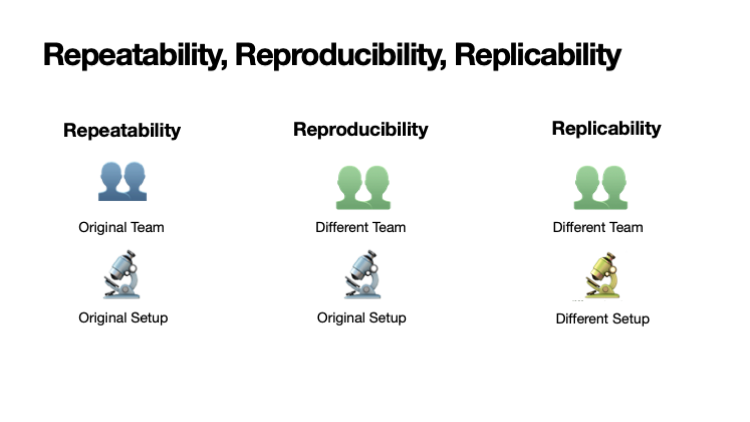 Repeatability, Reproducibility, Replicability
Repeatability
Reproducibility
Replicability
Original Team
Different Team
Different Team
Original Setup
Original Setup
Different Setup